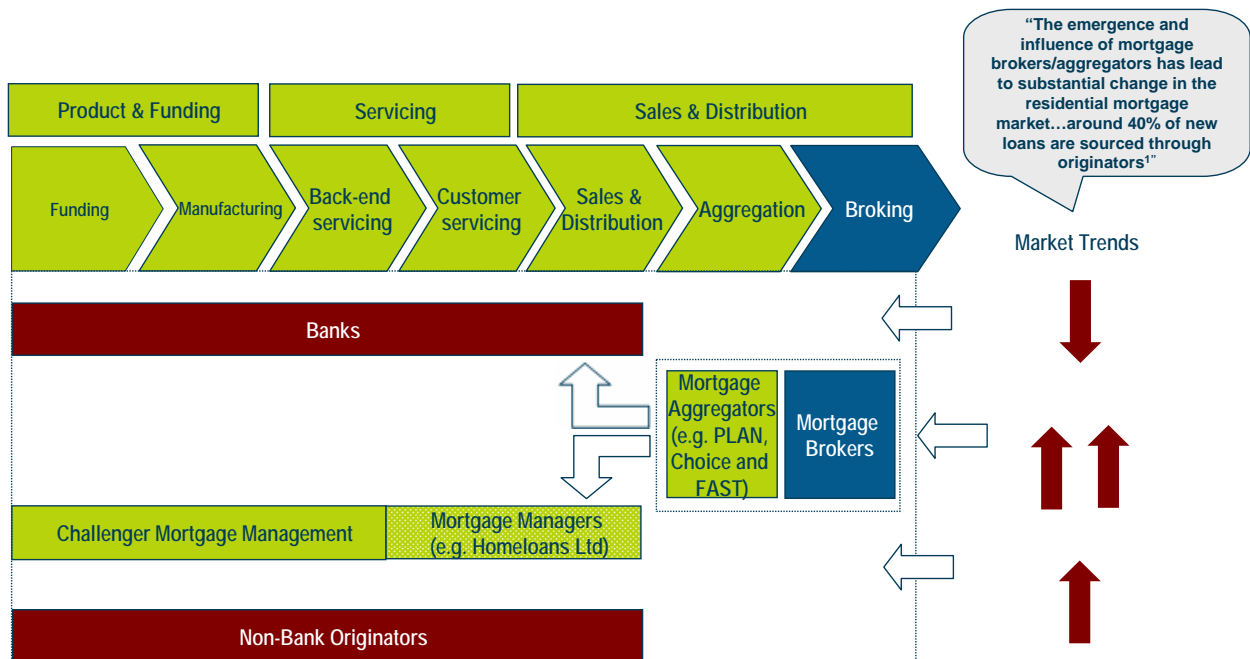 “The emergence and
influence of mortgage
brokers/aggregators has lead
to substantial change in the
residential mortgage
market…around 40% of new
loans are sourced through
originators¹”
Product & Funding
Servicing
Sales & Distribution
Funding
Manufacturing
Back-end
servicing
Customer
servicing
Sales &
Distribution
Aggregation
Broking
Market Trends
Banks
Mortgage
Aggregators
(e.g. PLAN,
Choice and
FAST)
Mortgage
Brokers
Challenger Mortgage Management
Mortgage Managers
(e.g. Homeloans Ltd)
Non-Bank Originators